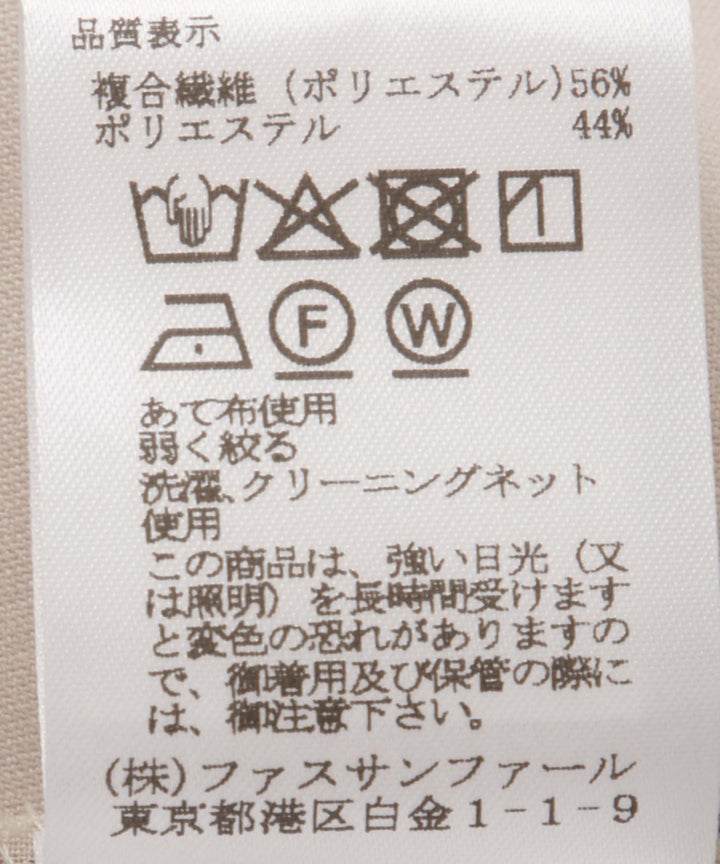 品質表示
複合繊維 (ポリエステル)56%
ポリエステル 44%
F W
あて布使用
弱く絞る
洗濯、クリーニングネット
使用
この商品は、強い日光（又
は照明）を長時間受けます
と変色の恐れがありますの
で、御着用及び保管の際に
は、御注意下さい。
(株)ファスサンファール
東京都港区白金1-1-9